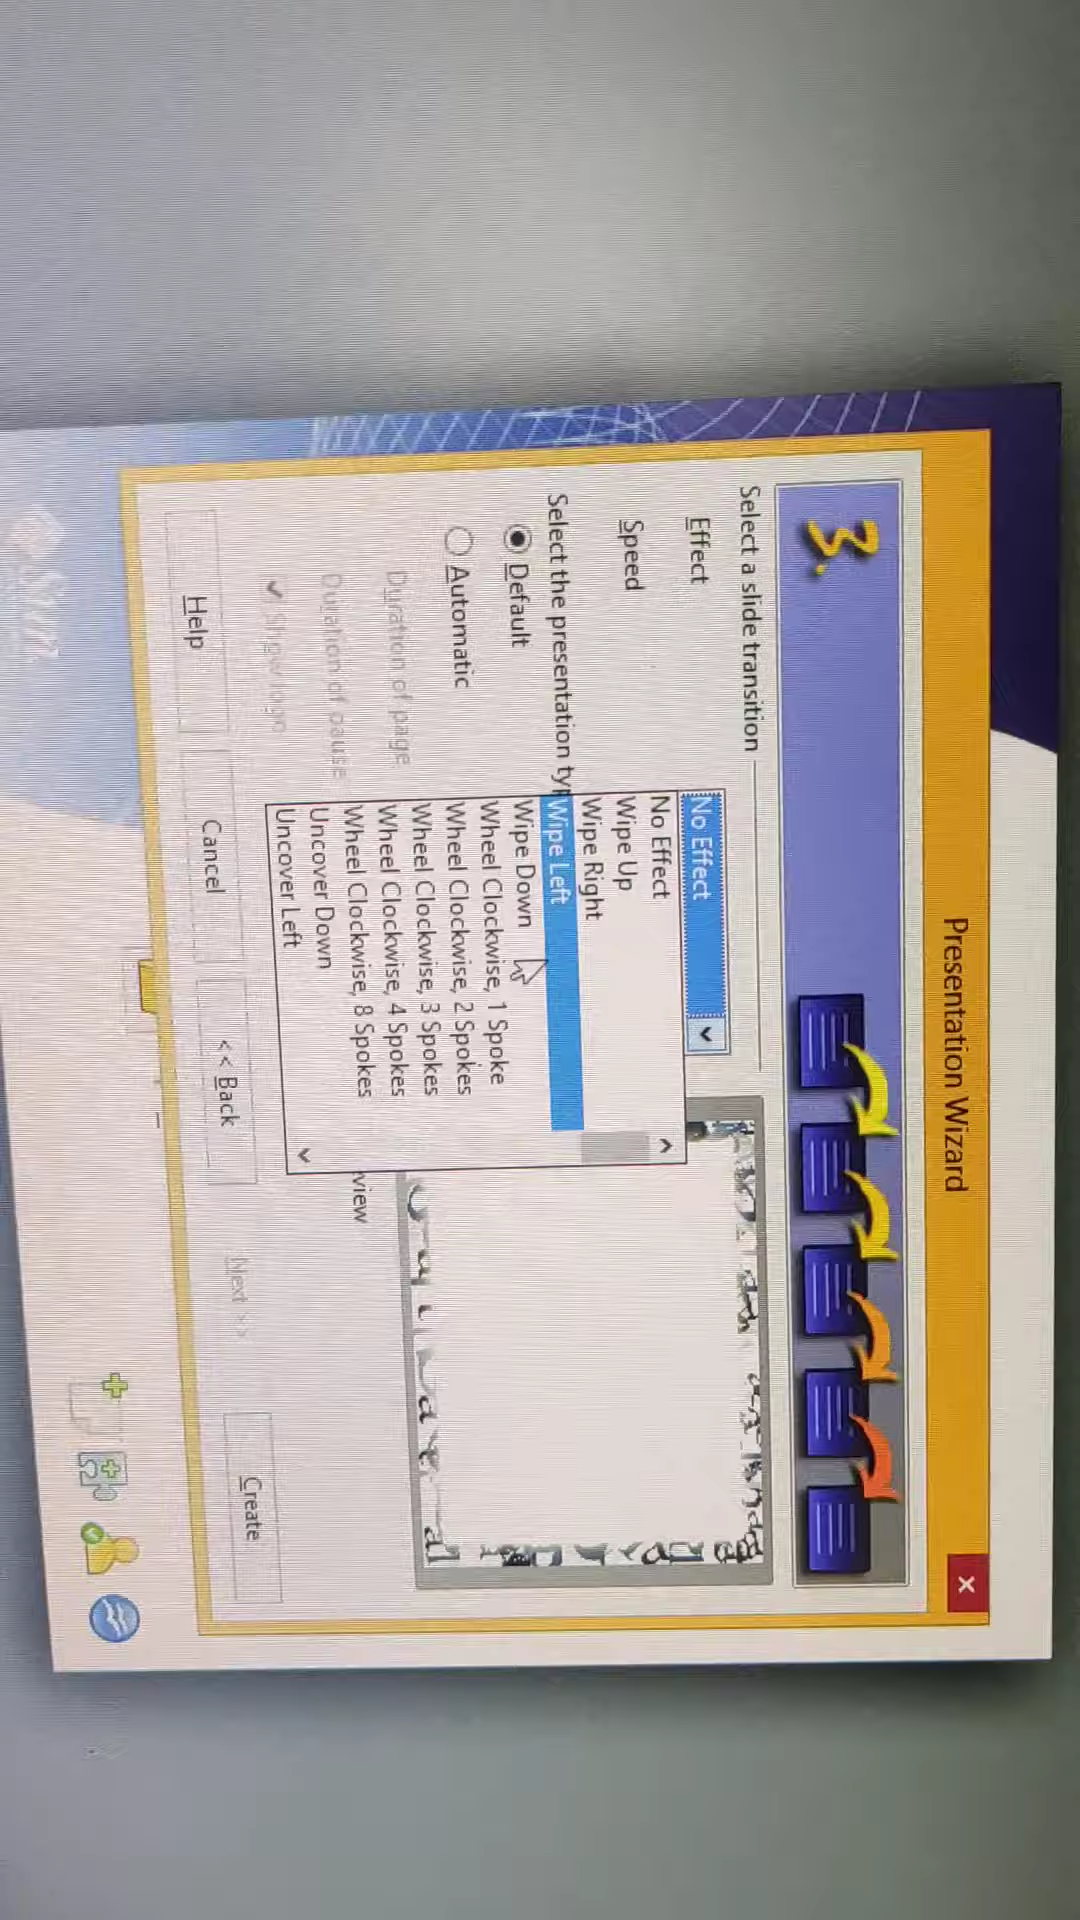 Presentation Wizard
3.
Select a slide transition
Effect
No Effect
Speed
No Effect
Wipe Up
Wipe Right
Wipe Left
Wipe Down
Wheel Clockwise, 1 Spoke
Wheel Clockwise, 2 Spokes
Wheel Clockwise, 3 Spokes
Wheel Clockwise, 4 Spokes
Wheel Clockwise, 8 Spokes
Uncover Down
Uncover Left
Select the presentation ty
Default
Automatic
Duration of page
Duration of pause
Show logo
view
Help
Cancel
<< Back
Next >>
Create
Sun